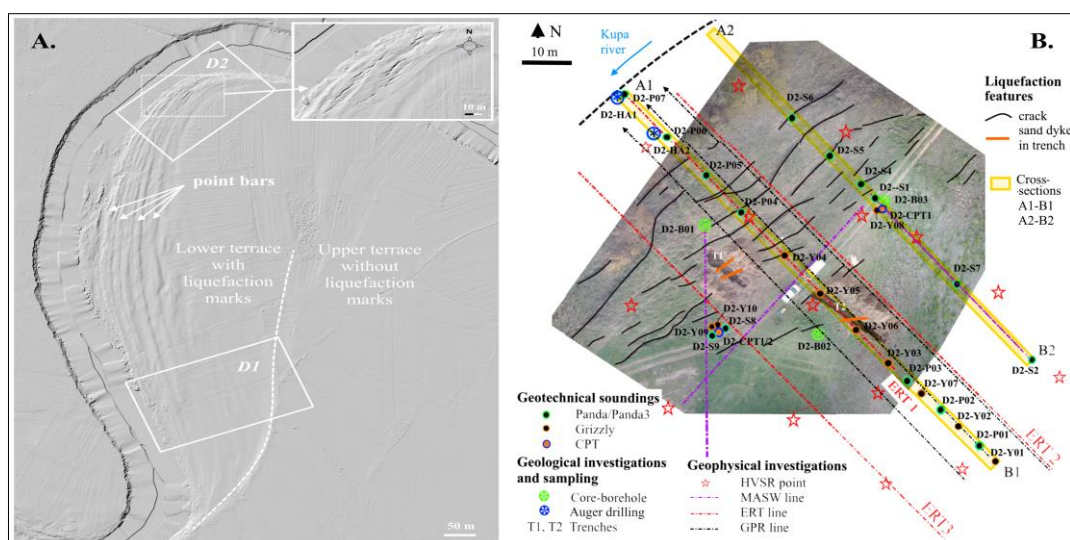 A.
D2
N
10 m
point bars
Lower terrace
with
liquefaction
marks
Upper terrace
without
liquefaction
marks
D1
50 m
B.
N
10 m
Kupa
river
A2
A1
D2-P07
D2-HA1
D2-P06
D2-HA2
D2-P05
D2-P04
D2-B01
D2-S6
D2-S5
D2-S4
D2--S1
D2-B03
D2-CPT1
D2-Y08
D2-Y04
D2-S7
T1
D2-Y05
T2
D2-Y10
D2-S8
D2-Y09
D2-CPT1/2
D2-S9
D2-Y06
D2-B02
D2-Y03
D2-P03
D2-Y07
D2-P02
D2-Y02
D2-P01
D2-Y01
B1
B2
D2-S2
ERT 1
ERT 2
ERT3
Liquefaction
features
crack
sand dyke
in trench
Cross-
sections
A1-B1
A2-B2
Geotechnical soundings
Panda/Panda3
Grizzly
CPT
Geological investigations
and sampling
Core-borehole
Auger drilling
T1, T2 Trenches
Geophysical investigations
HVSR point
MASW line
ERT line
GPR line